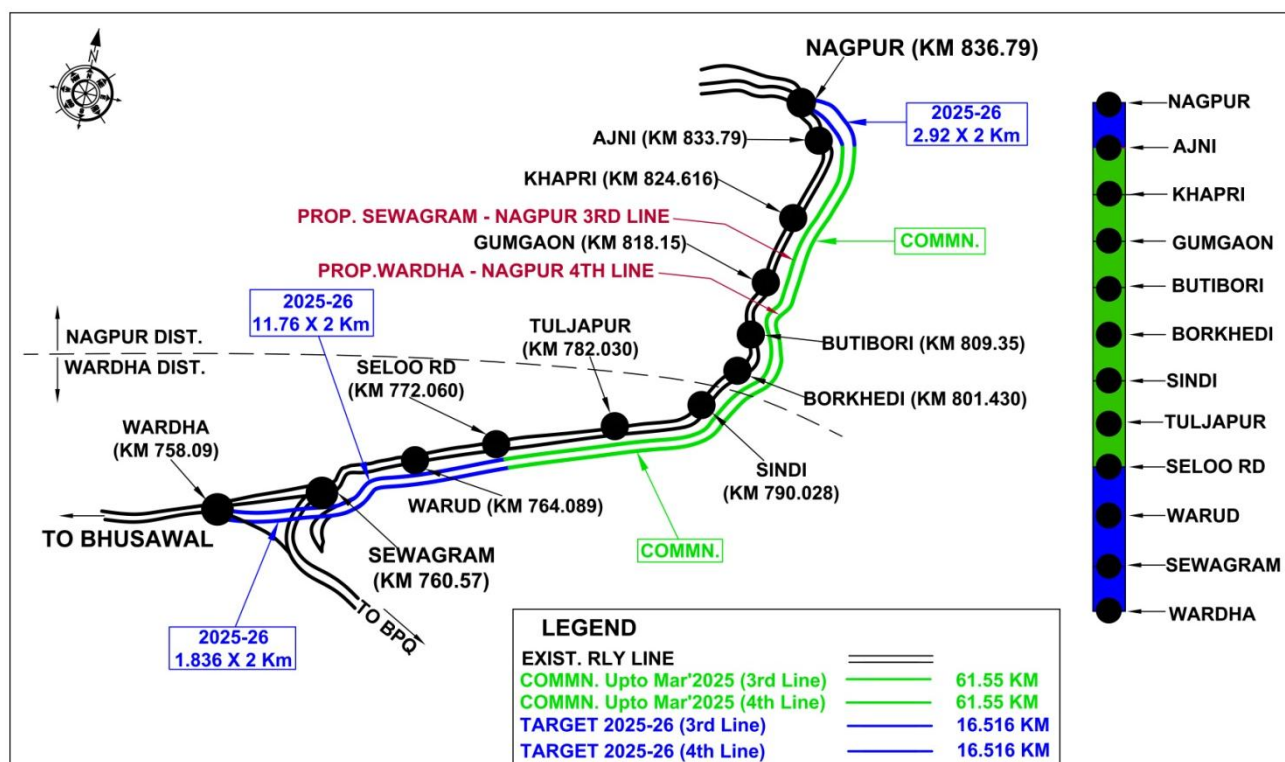 N
NAGPUR (KM 836.79)
2025-26
2.92 X 2 Km
AJNI (KM 833.79)
KHAPRI (KM 824.616)
PROP. SEWAGRAM - NAGPUR 3RD LINE
GUMGAON (KM 818.15)
COMMN.
PROP.WARDHA - NAGPUR 4TH LINE
2025-26
11.76 X 2 Km
NAGPUR DIST.
WARDHA DIST.
TULJAPUR
(KM 782.030)
SELOO RD
(KM 772.060)
BUTIBORI (KM 809.35)
BORKHEDI (KM 801.430)
WARDHA
(KM 758.09)
SINDI
(KM 790.028)
WARUD (KM 764.089)
TO BHUSAWAL
SEWAGRAM
(KM 760.57)
COMMN.
TO BPQ
2025-26
1.836 X 2 Km
LEGEND
EXIST. RLY LINE
COMMN. Upto Mar'2025 (3rd Line) 61.55 KM
COMMN. Upto Mar'2025 (4th Line) 61.55 KM
TARGET 2025-26 (3rd Line) 16.516 KM
TARGET 2025-26 (4th Line) 16.516 KM
NAGPUR
AJNI
KHAPRI
GUMGAON
BUTIBORI
BORKHEDI
SINDI
TULJAPUR
SELOO RD
WARUD
SEWAGRAM
WARDHA